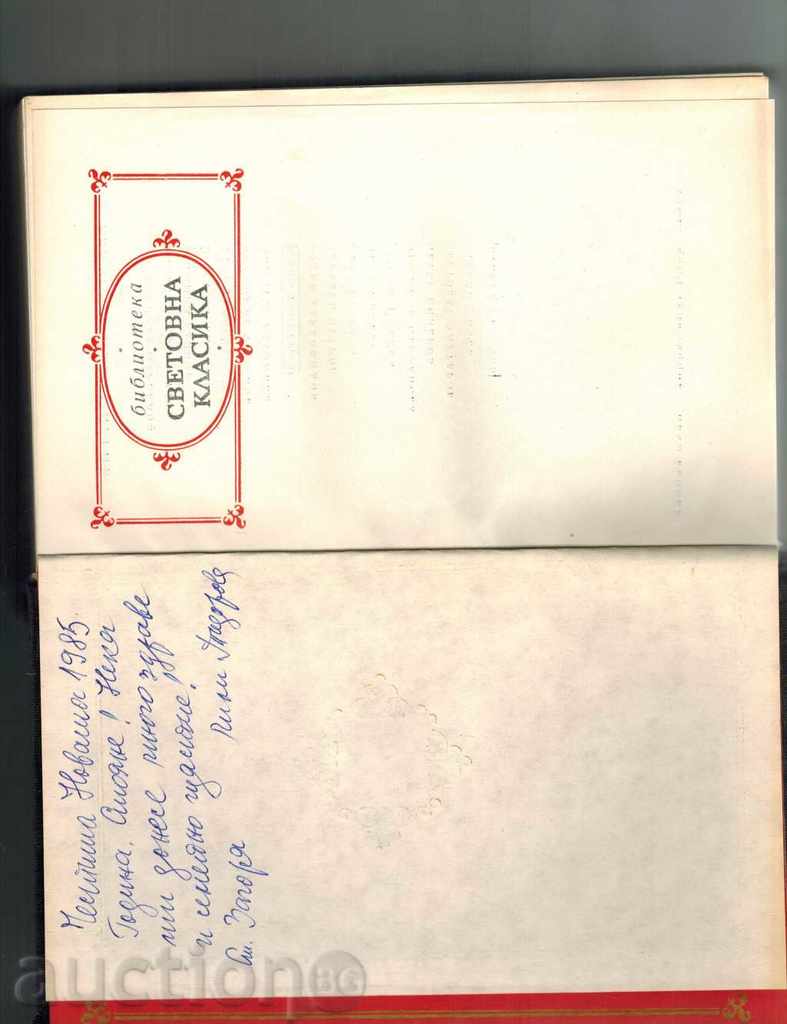 Честита Новата 1985
Година, Стояне! Нека
ти донесе много здраве
и семейно щастие!
Ст. Загора
библиотека
СВЕТОВНА
КЛАСИКА
auction BG